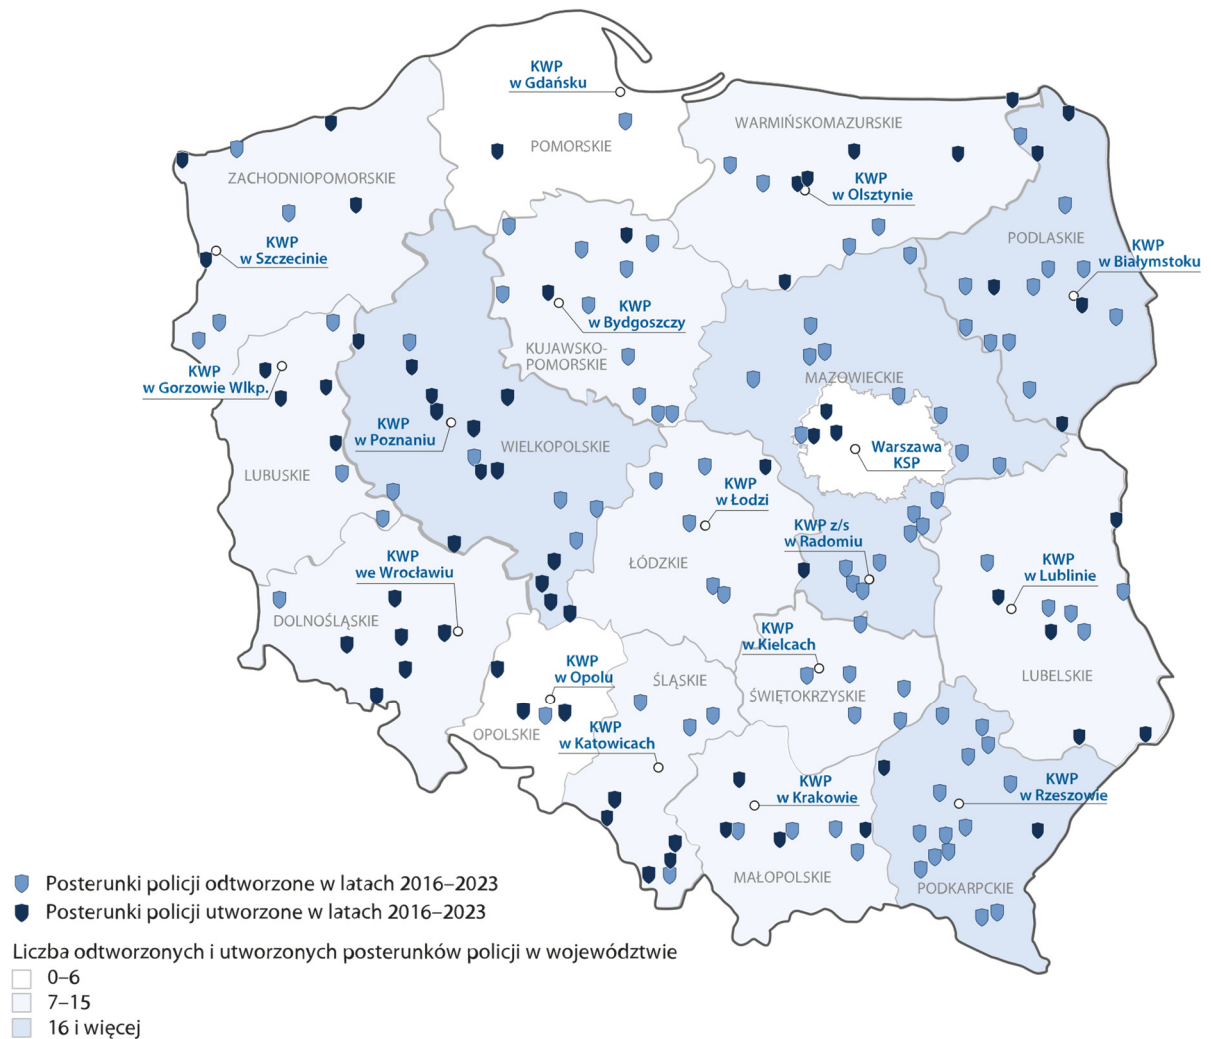 KWP
w Gdańsku
POMORSKIE
WARMIŃSKOMAZURSKIE
KWP
w Olsztynie
ZACHODNIOPOMORSKIE
KWP
w Szczecinie
PODLASKIE
KWP
w Białymstoku
KWP
w Bydgoszczy
KUJAWSKO-
POMORSKIE
KWP
w Gorzowie Wlkp.
MAZOWIECKIE
KWP
w Poznaniu
WIELKOPOLSKIE
Warszawa
KSP
LUBUSKIE
KWP
w Łodzi
ŁÓDZKIE
KWP z/s
w Radomiu
KWP
we Wrocławiu
KWP
w Lublinie
DOLNOŚLĄSKIE
KWP
w Kielcach
KWP
w Opolu
ŚLĄSKIE
ŚWIĘTOKRZYSKIE
LUBELSKIE
OPOLSKIE
KWP
w Katowicach
KWP
w Krakowie
KWP
w Rzeszowie
MAŁOPOLSKIE
PODKARPCKIE
Posterunki policji odtworzone w latach 2016–2023
Posterunki policji utworzone w latach 2016–2023
Liczba odtworzonych i utworzonych posterunków policji w województwie
0–6
7–15
16 i więcej